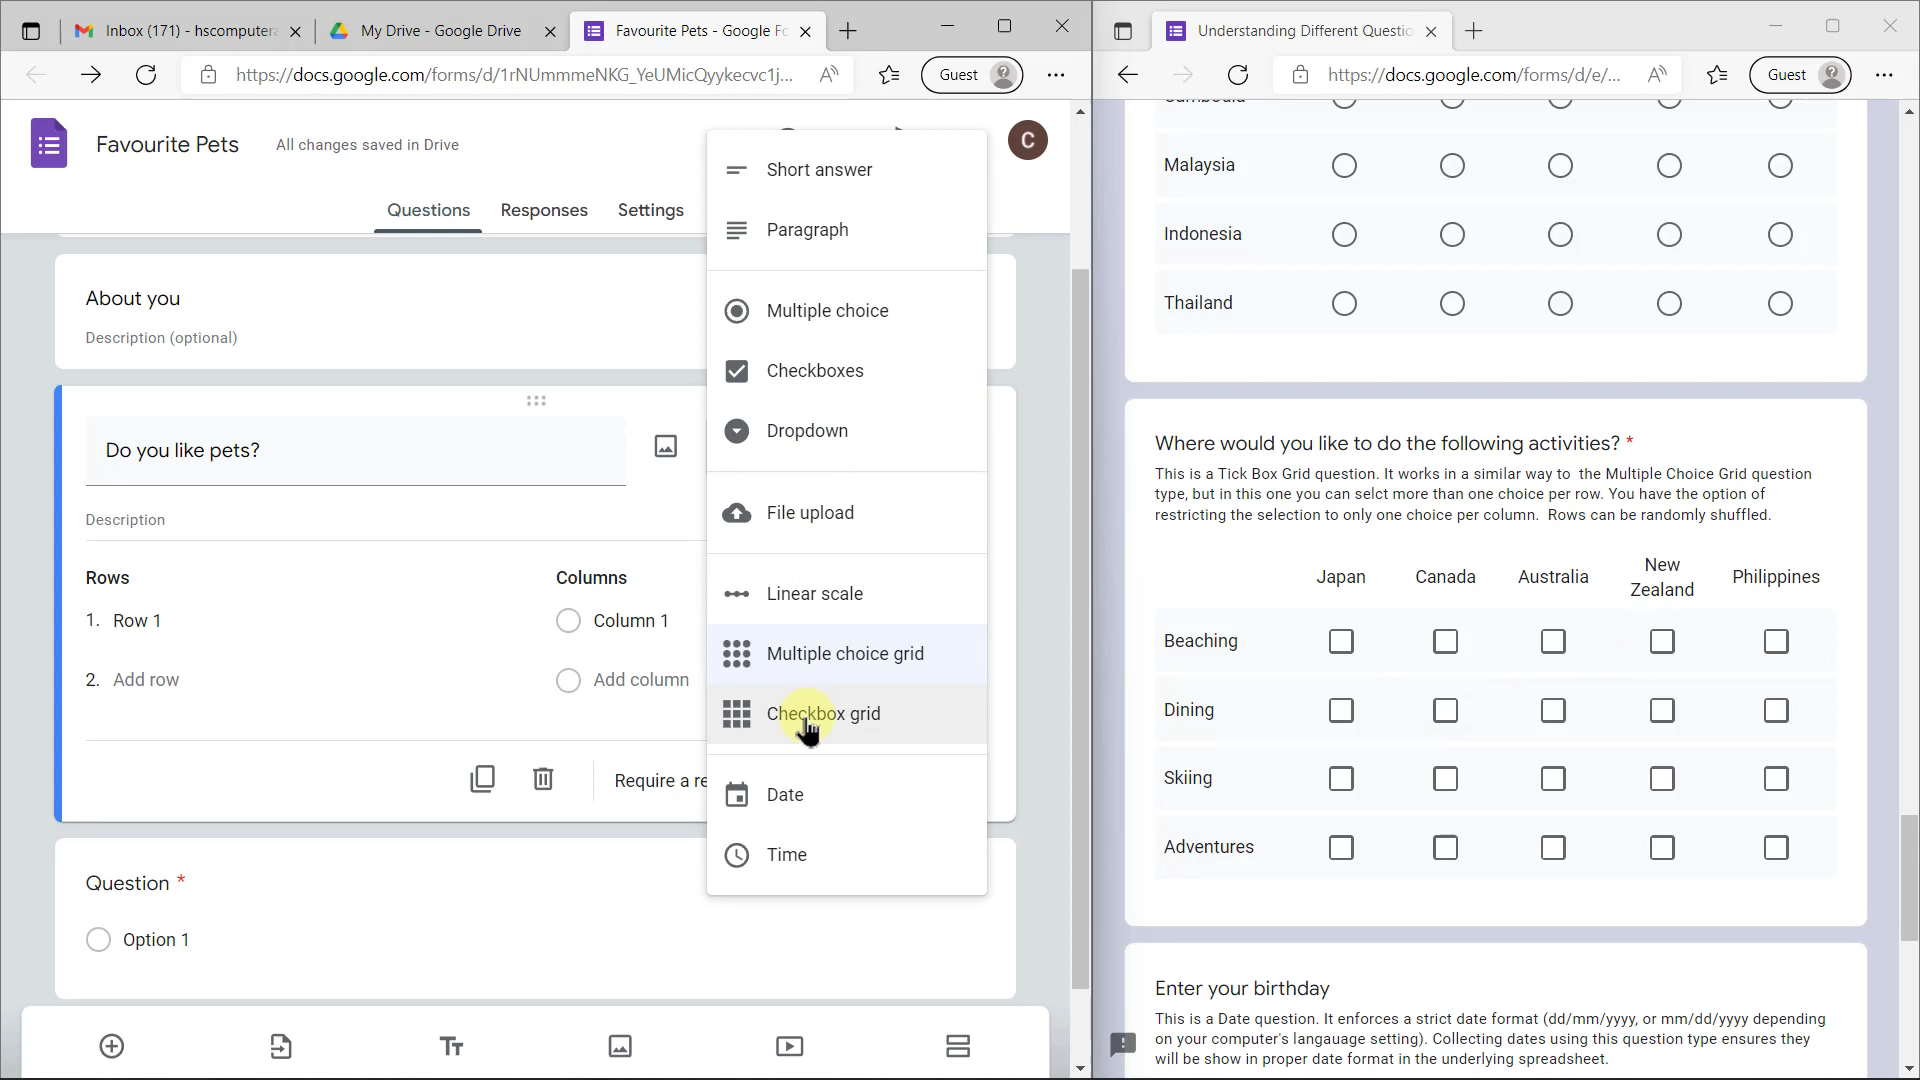 Inbox (171) - hscomputera
My Drive - Google Drive
Favourite Pets - Google Fo
https://docs.google.com/forms/d/1rNUmmmeNKG_YeUMicQyykecvc1j...
Guest
Favourite Pets
All changes saved in Drive
C
Questions
Responses
Settings
About you
Description (optional)
Do you like pets?
Description
Rows
Columns
1. Row 1
Column 1
2. Add row
Add column
Require a re
Question *
Option 1
Short answer
Paragraph
Multiple choice
Checkboxes
Dropdown
File upload
Linear scale
Multiple choice grid
Checkbox grid
Date
Time
Understanding Different Questio
https://docs.google.com/forms/d/e/...
Guest
Malaysia
Indonesia
Thailand
Where would you like to do the following activities? *
This is a Tick Box Grid question. It works in a similar way to the Multiple Choice Grid question
type, but in this one you can selct more than one choice per row. You have the option of
restricting the selection to only one choice per column. Rows can be randomly shuffled.
Japan Canada Australia New Zealand Philippines
Beaching
Dining
Skiing
Adventures
Enter your birthday
This is a Date question. It enforces a strict date format (dd/mm/yyyy, or mm/dd/yyyy depending
on your computer's langauage setting). Collecting dates using this question type ensures they
will be show in proper date format in the underlying spreadsheet.